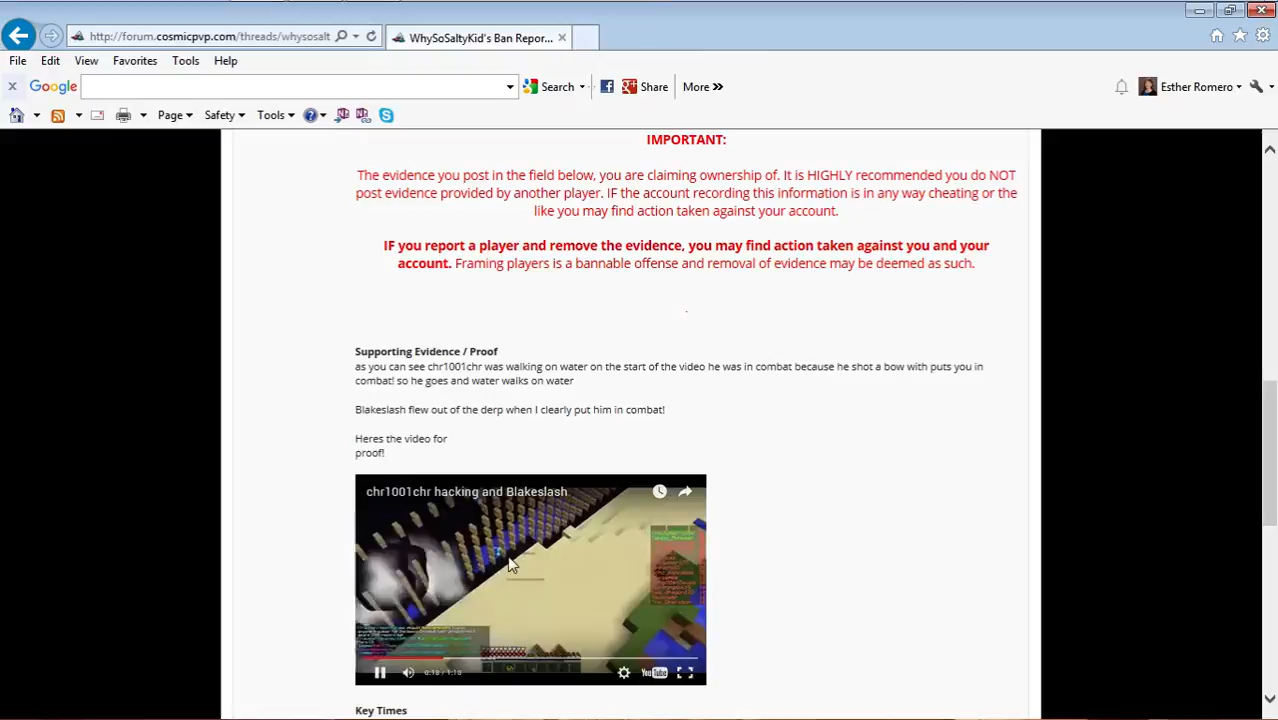 http://forum.cosmicpvp.com/threads/whysosalt
WhySoSaltyKid's Ban Repor...
File Edit View Favorites Tools Help
x Google Search Share More »
Esther Romero
Page Safety Tools
IMPORTANT:
The evidence you post in the field below, you are claiming ownership of. It is HIGHLY recommended you do NOT
post evidence provided by another player. IF the account recording this information is in any way cheating or the
like you may find action taken against your account.
IF you report a player and remove the evidence, you may find action taken against you and your
account. Framing players is a bannable offense and removal of evidence may be deemed as such.
.
Supporting Evidence / Proof
as you can see chr1001chr was walking on water on the start of the video he was in combat because he shot a bow with puts you in
combat! so he goes and water walks on water
Blakeslash flew out of the derp when I clearly put him in combat!
Heres the video for
proof!
chr1001chr hacking and Blakeslash
0:18 / 1:18
YouTube
Key Times